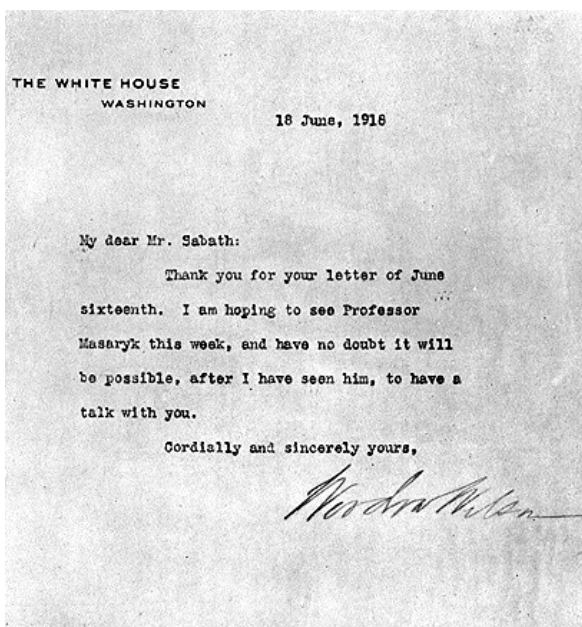 THE WHITE HOUSE
WASHINGTON
18 June, 1918
My dear Mr. Sabath:
Thank you for your letter of June
sixteenth. I am hoping to see Professor
Masaryk this week, and have no doubt it will
be possible, after I have seen him, to have a
talk with you.
Cordially and sincerely yours,
Woodrow Wilson